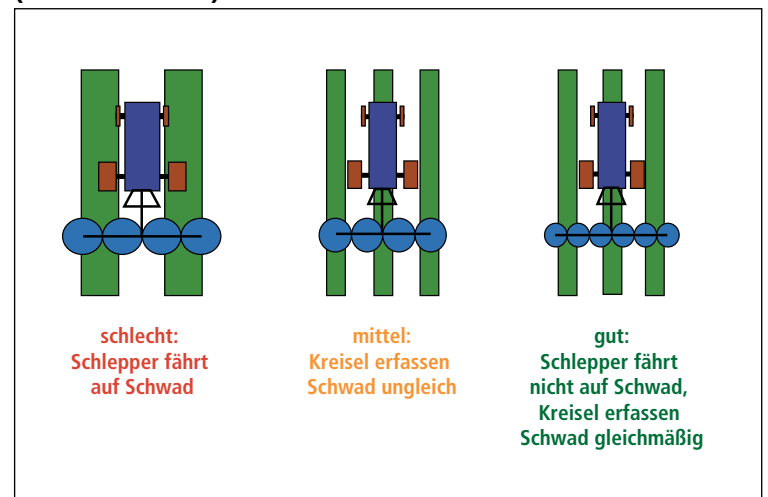 schlecht:
Schlepper fährt
auf Schwad
mittel:
Kreisel erfassen
Schwad ungleich
gut:
Schlepper fährt
nicht auf Schwad,
Kreisel erfassen
Schwad gleichmäßig